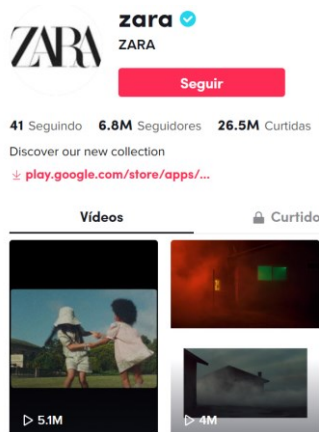 ZARA
zara
ZARA
Seguir
41 Seguindo 6.8M Seguidores 26.5M Curtidas
Discover our new collection
play.google.com/store/apps/...
Vídeos Curtido
5.1M 4M